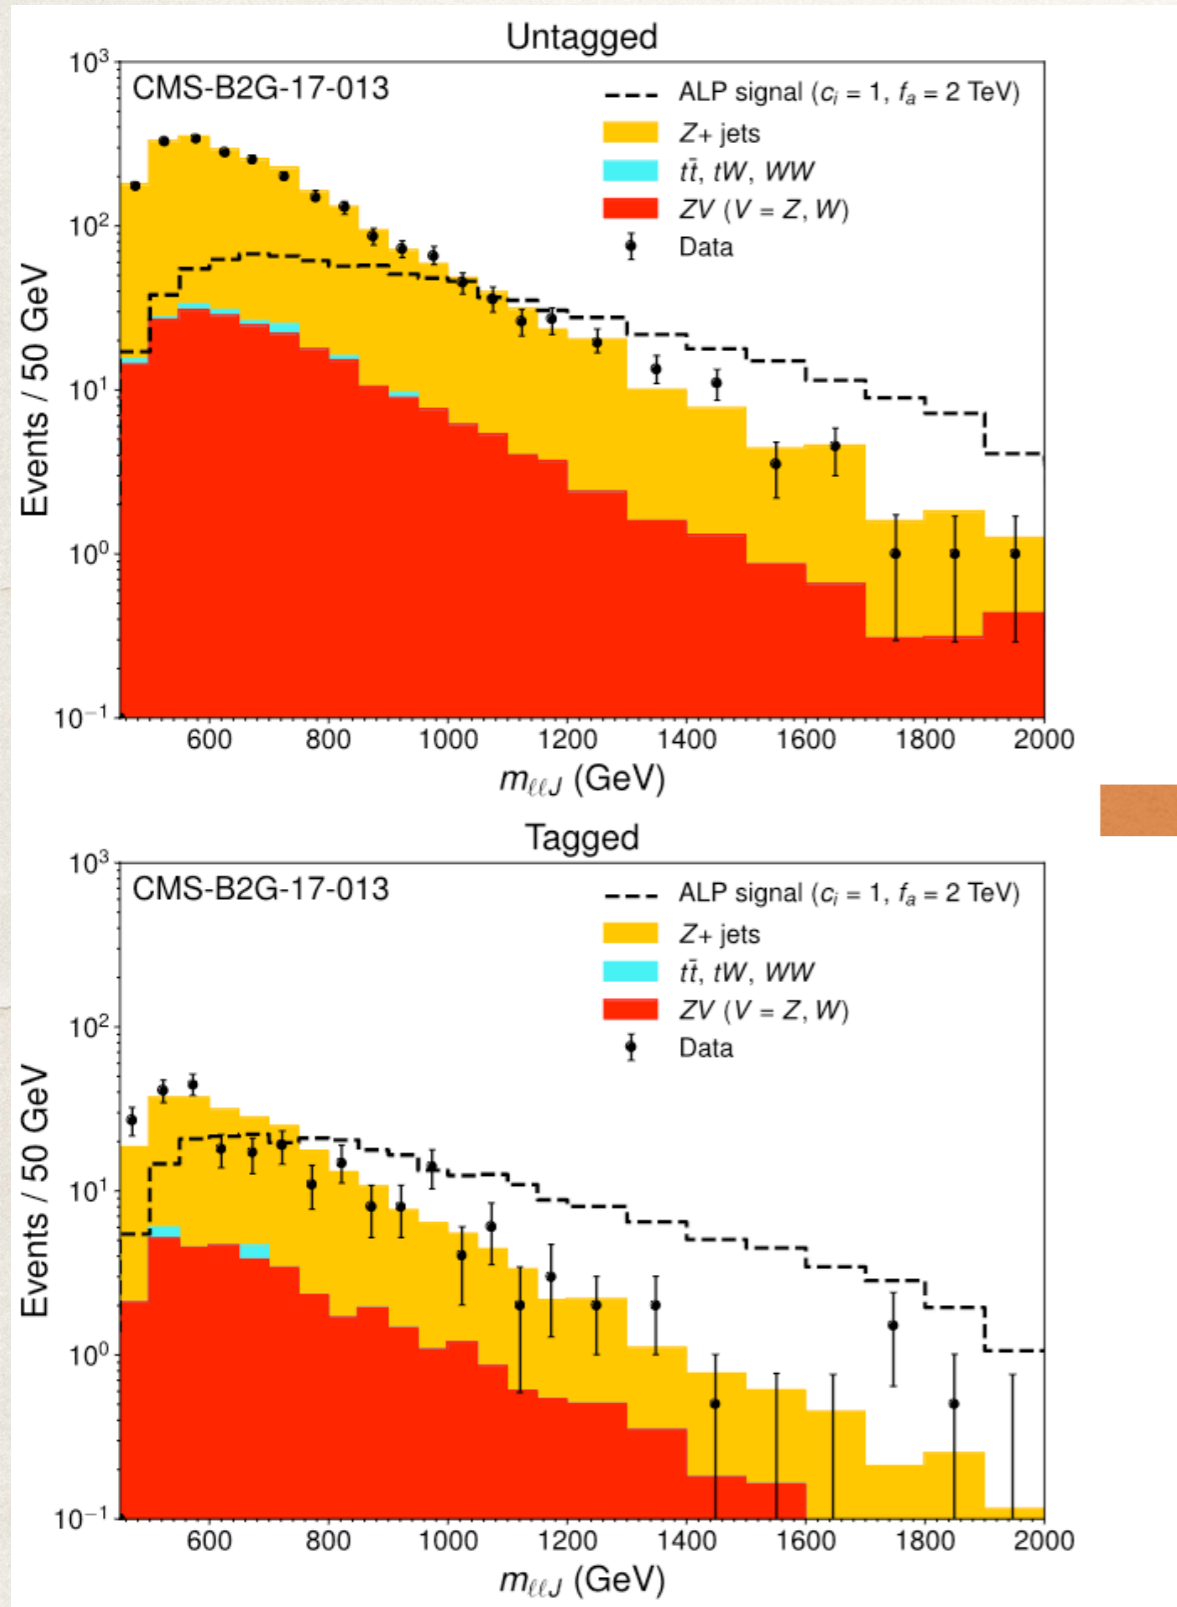 Untagged
CMS-B2G-17-013
ALP signal (cᵢ = 1, fₐ = 2 TeV)
Z+ jets
tt̄, tW, WW
ZV (V = Z, W)
Data
Events / 50 GeV
10³
10²
10¹
10⁰
10⁻¹
600 800 1000 1200 1400 1600 1800 2000
m_ℓℓJ (GeV)
Tagged
CMS-B2G-17-013
ALP signal (cᵢ = 1, fₐ = 2 TeV)
Z+ jets
tt̄, tW, WW
ZV (V = Z, W)
Data
Events / 50 GeV
10³
10²
10¹
10⁰
10⁻¹
600 800 1000 1200 1400 1600 1800 2000
m_ℓℓJ (GeV)